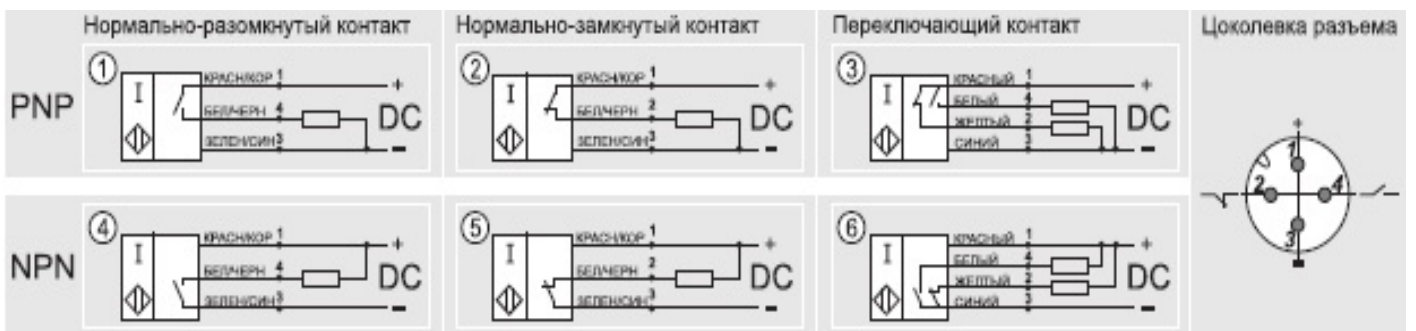 Нормально-разомкнутый контакт
Нормально-замкнутый контакт
Переключающий контакт
Цоколевка разъема
PNP
1
I
КРАСН/КОР 1
+
БЕЛ/ЧЕРН 4
DC
ЗЕЛЕН/СИН 3
-
2
I
КРАСН/КОР 1
+
БЕЛ/ЧЕРН 2
DC
ЗЕЛЕН/СИН 3
-
3
I
КРАСНЫЙ 1
+
БЕЛЫЙ 4
ЖЕЛТЫЙ 2
DC
СИНИЙ 3
-
NPN
4
I
КРАСН/КОР 1
+
БЕЛ/ЧЕРН 4
DC
ЗЕЛЕН/СИН 3
-
5
I
КРАСН/КОР 1
+
БЕЛ/ЧЕРН 2
DC
ЗЕЛЕН/СИН 3
-
6
I
КРАСНЫЙ 1
+
БЕЛЫЙ 4
ЖЕЛТЫЙ 2
DC
СИНИЙ 3
-
+
1
2
4
3
-